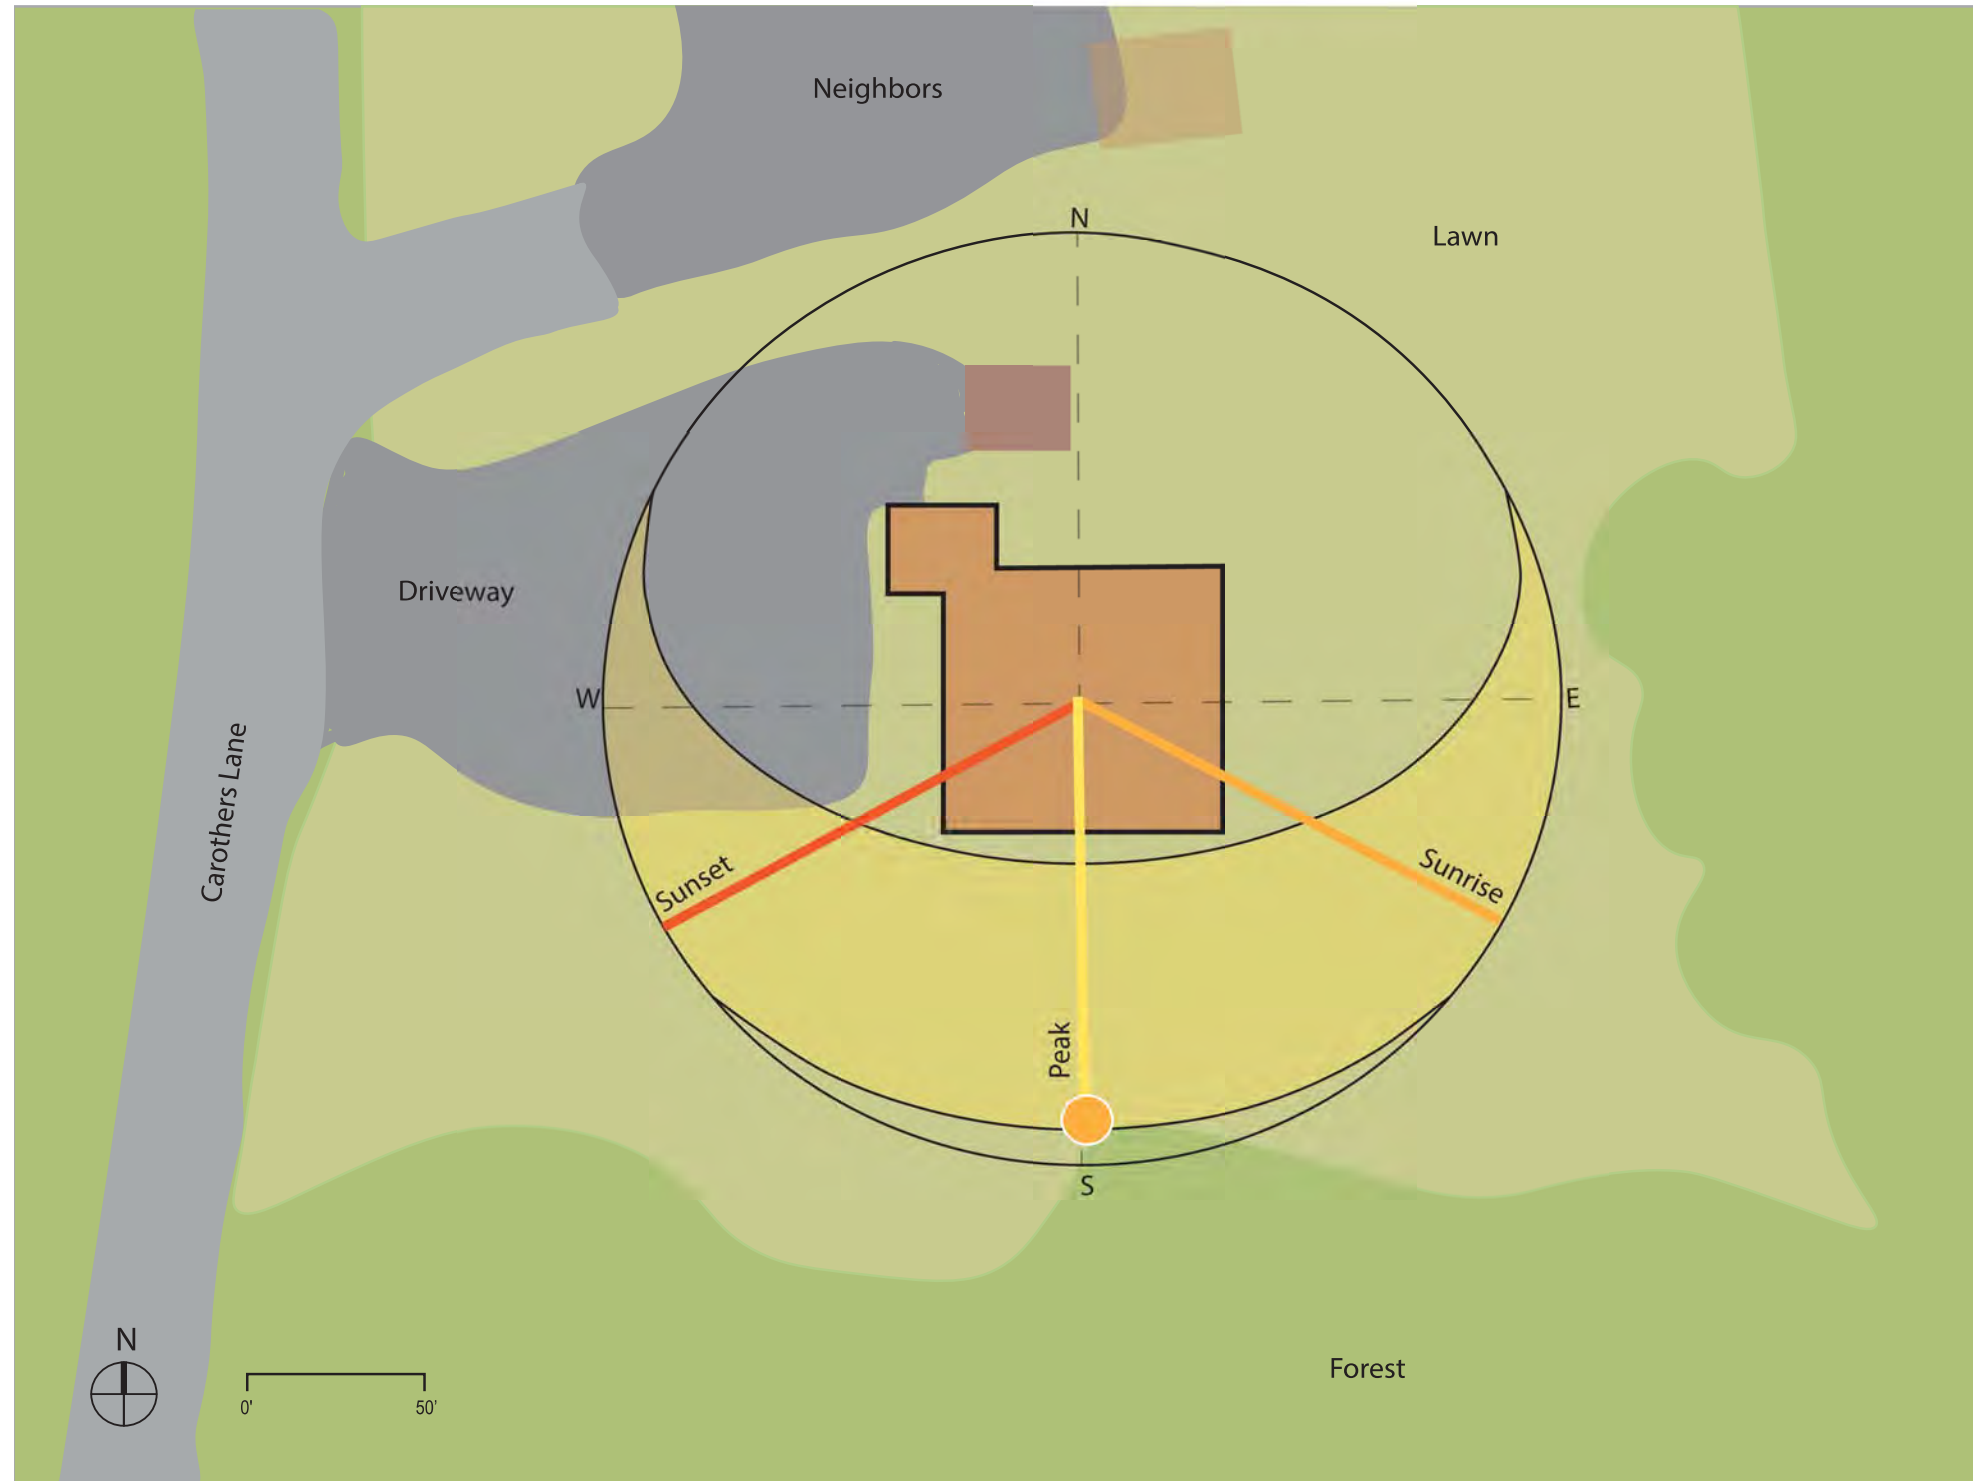 Neighbors
N
Lawn
Driveway
W
E
Carothers Lane
Sunset
Sunrise
Peak
S
N
0'
50'
Forest